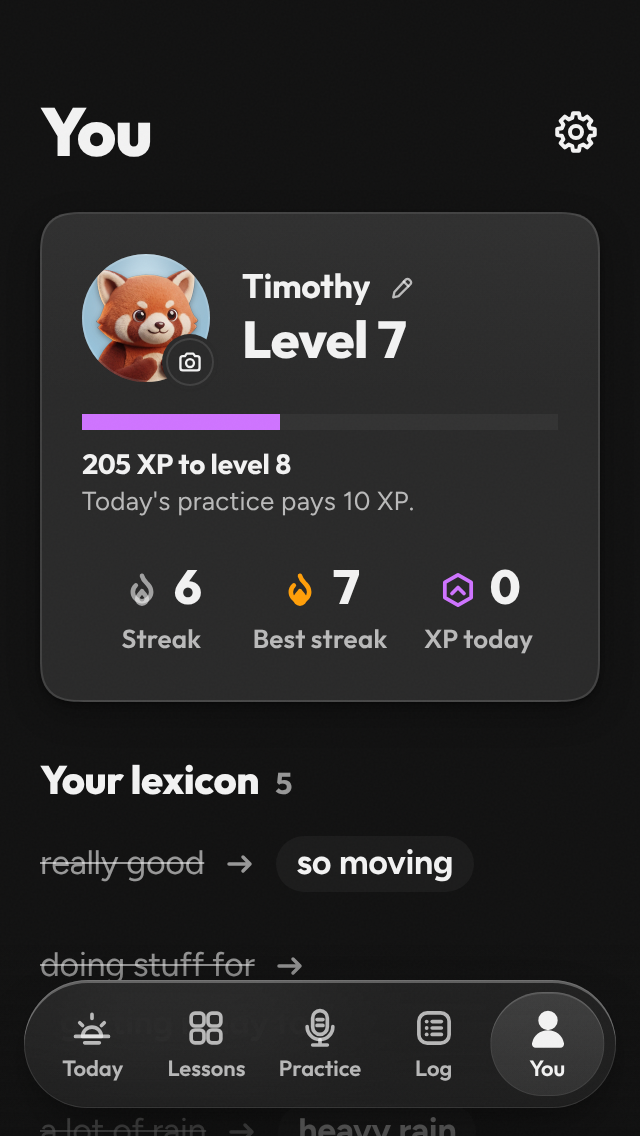 You
Timothy
Level 7
205 XP to level 8
Today's practice pays 10 XP.
6 7 0
Streak Best streak XP today
Your lexicon 5
really good → so moving
doing stuff for →
Today Lessons Practice Log You
a lot of rain → heavy rain